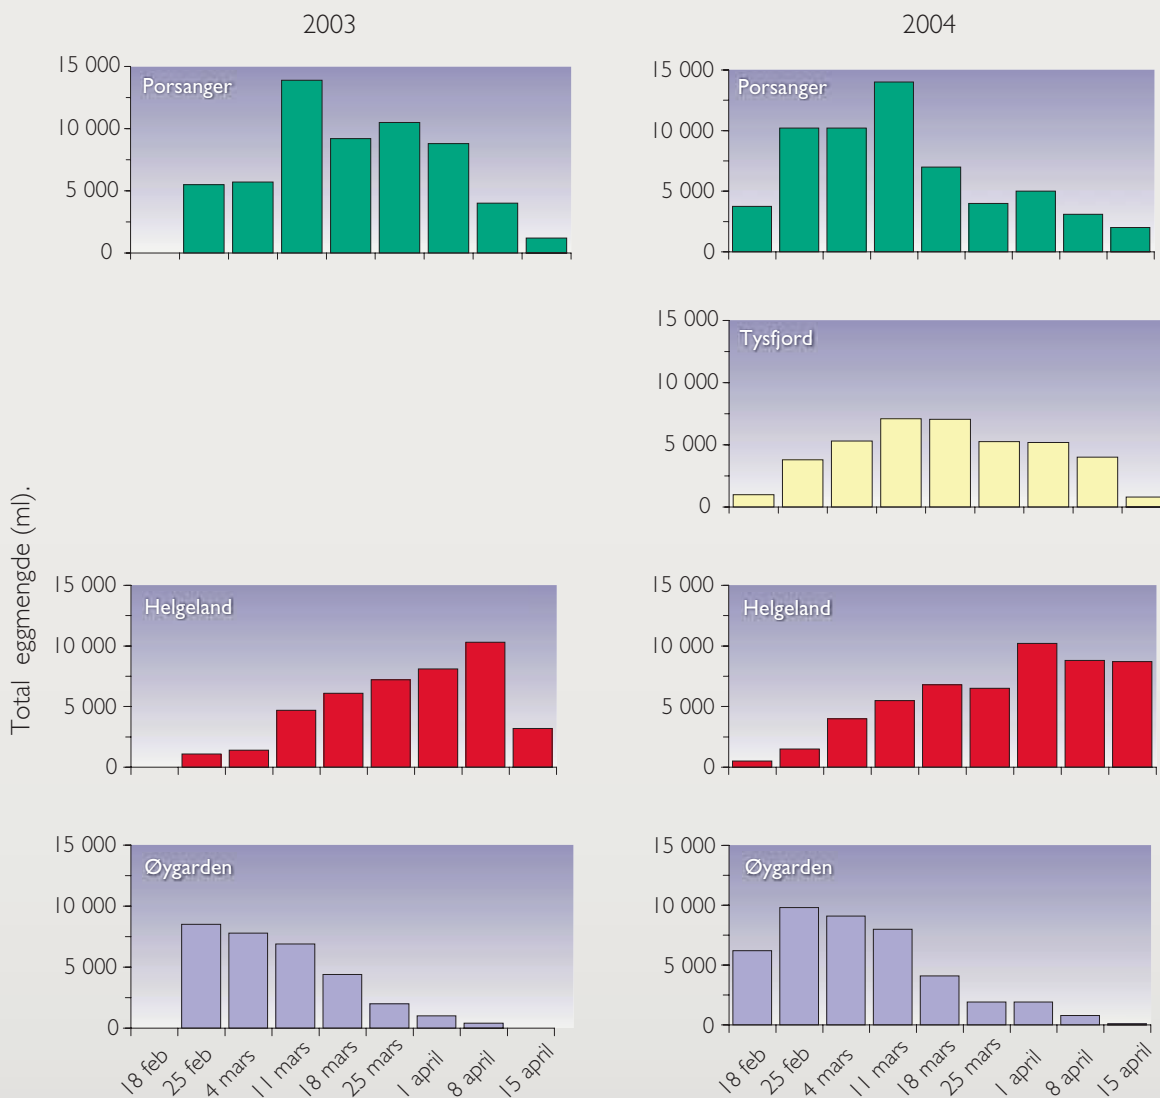 2003
2004
Total eggmengde (ml).
15 000
10 000
5 000
0
Porsanger
15 000
10 000
5 000
0
Porsanger
15 000
10 000
5 000
0
Tysfjord
15 000
10 000
5 000
0
Helgeland
15 000
10 000
5 000
0
Helgeland
15 000
10 000
5 000
0
Øygarden
18 feb
25 feb
4 mars
11 mars
18 mars
25 mars
1 april
8 april
15 april
15 000
10 000
5 000
0
Øygarden
18 feb
25 feb
4 mars
11 mars
18 mars
25 mars
1 april
8 april
15 april